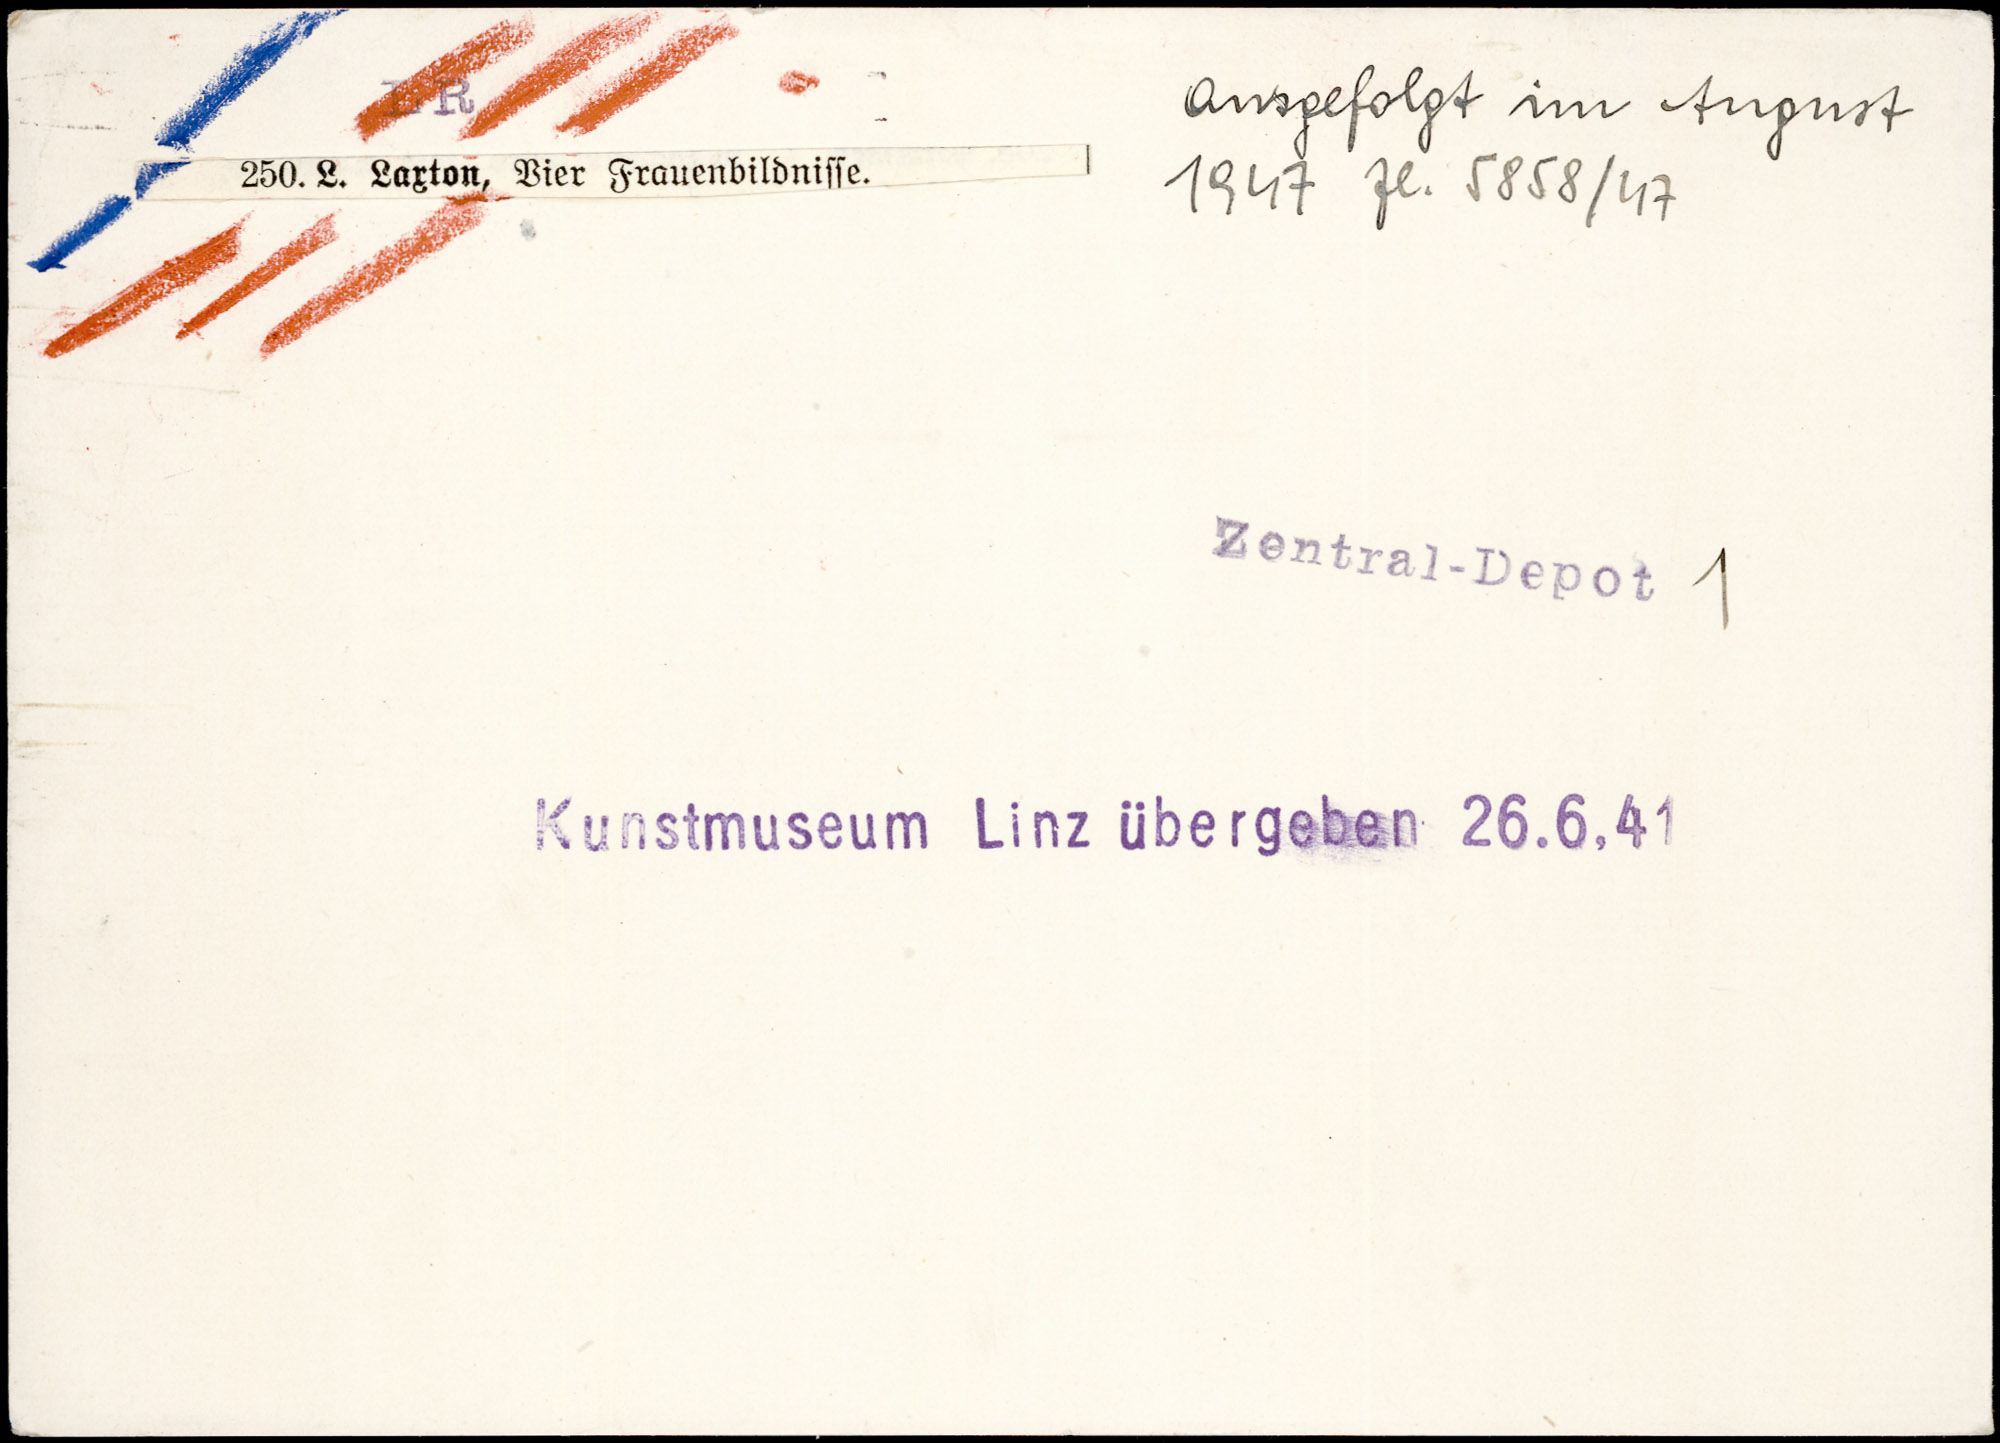 LR
ausgefolgt im August
1947 Zl. 5858/47
250. L. Laxton, Vier Frauenbildnisse.
Zentral-Depot 1
Kunstmuseum Linz übergeben 26.6.41